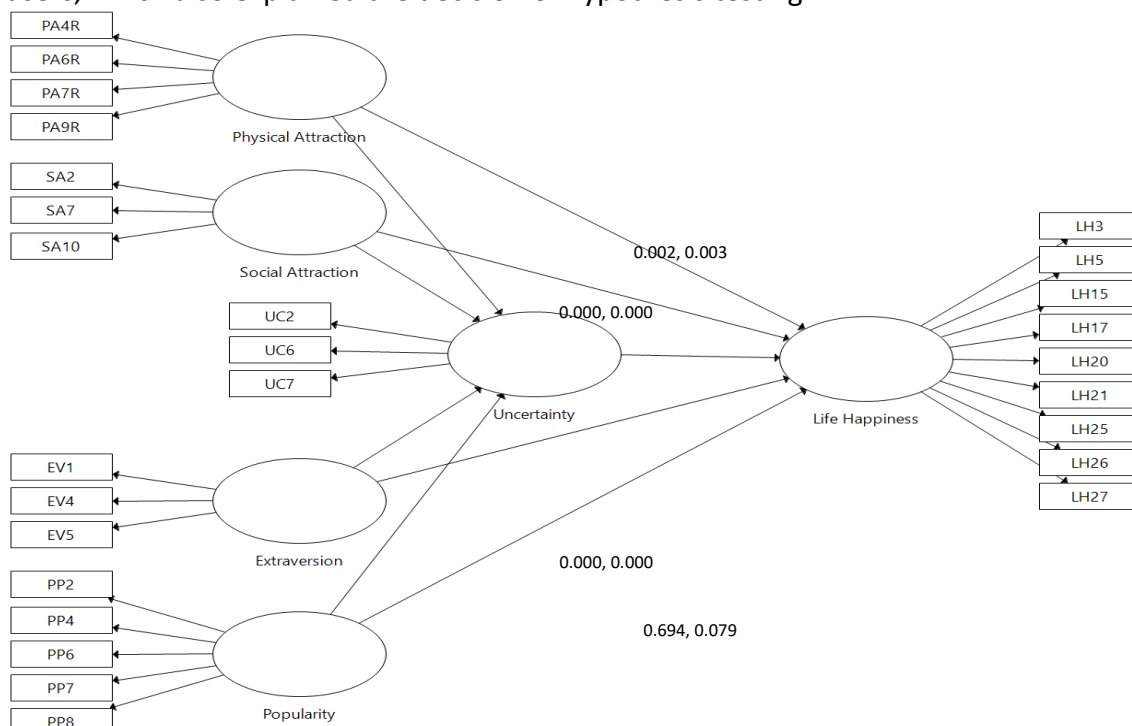 PA4R
PA6R
PA7R
PA9R
Physical Attraction
SA2
SA7
SA10
Social Attraction
UC2
UC6
UC7
Uncertainty
EV1
EV4
EV5
Extraversion
PP2
PP4
PP6
PP7
PP8
Popularity
0.002, 0.003
0.000, 0.000
0.000, 0.000
0.694, 0.079
Life Happiness
LH3
LH5
LH15
LH17
LH20
LH21
LH25
LH26
LH27